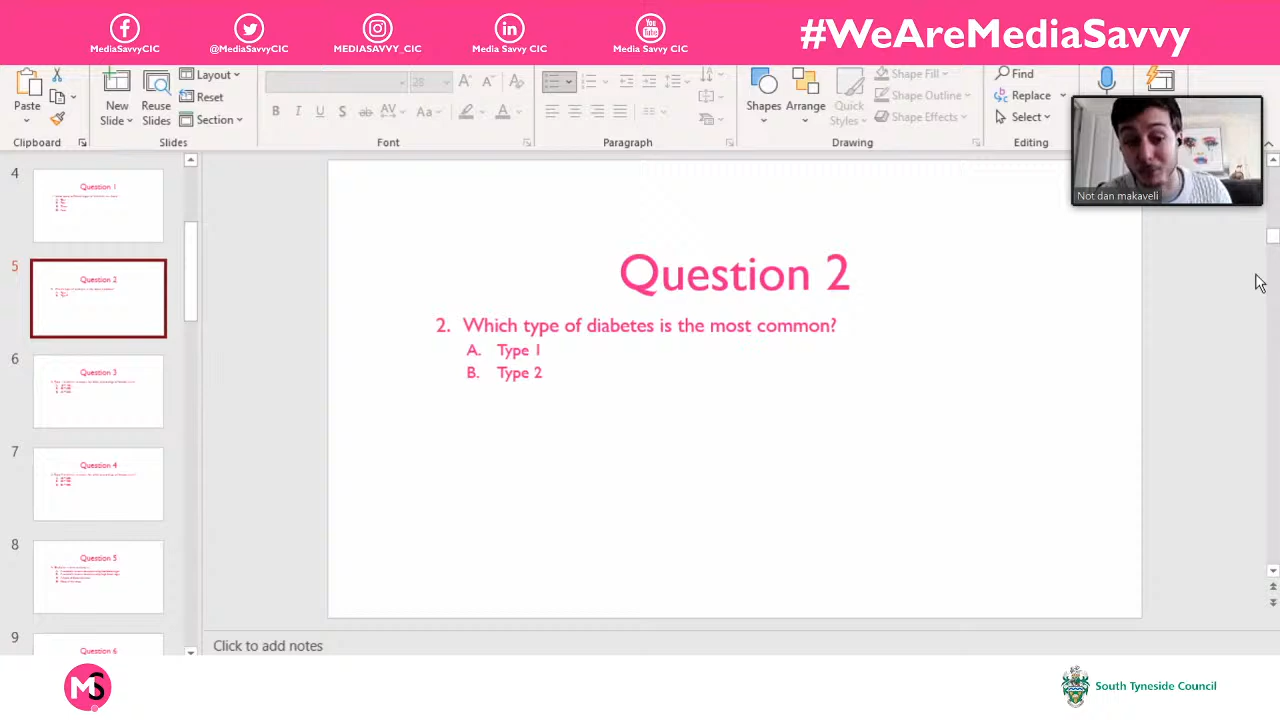 MediaSavvyCIC
@MediaSavvyCIC
MEDIASAVVY_CIC
Media Savvy CIC
You
Tube
Media Savvy CIC
#WeAreMediaSavvy
Paste
New
Slide
Reuse
Slides
Layout
Reset
Section
28
Shapes
Arrange
Quick
Styles
Shape Fill
Shape Outline
Shape Effects
Find
Replace
Select
Clipboard
Slides
Font
Paragraph
Drawing
Editing
Not dan makaveli
4
Question 1
5
Question 2
6
Question 3
7
Question 4
8
Question 5
9
Question 6
Question 2
2. Which type of diabetes is the most common?
A. Type 1
B. Type 2
Click to add notes
MS
South Tyneside Council